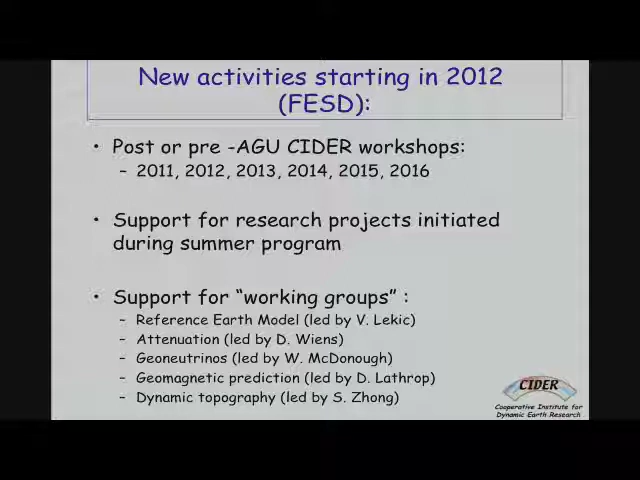 New activities starting in 2012
(FESD):
• Post or pre -AGU CIDER workshops:
– 2011, 2012, 2013, 2014, 2015, 2016
• Support for research projects initiated
during summer program
• Support for “working groups” :
– Reference Earth Model (led by V. Lekic)
– Attenuation (led by D. Wiens)
– Geoneutrinos (led by W. McDonough)
– Geomagnetic prediction (led by D. Lathrop)
– Dynamic topography (led by S. Zhong)
CIDER
Cooperative Institute for
Dynamic Earth Research